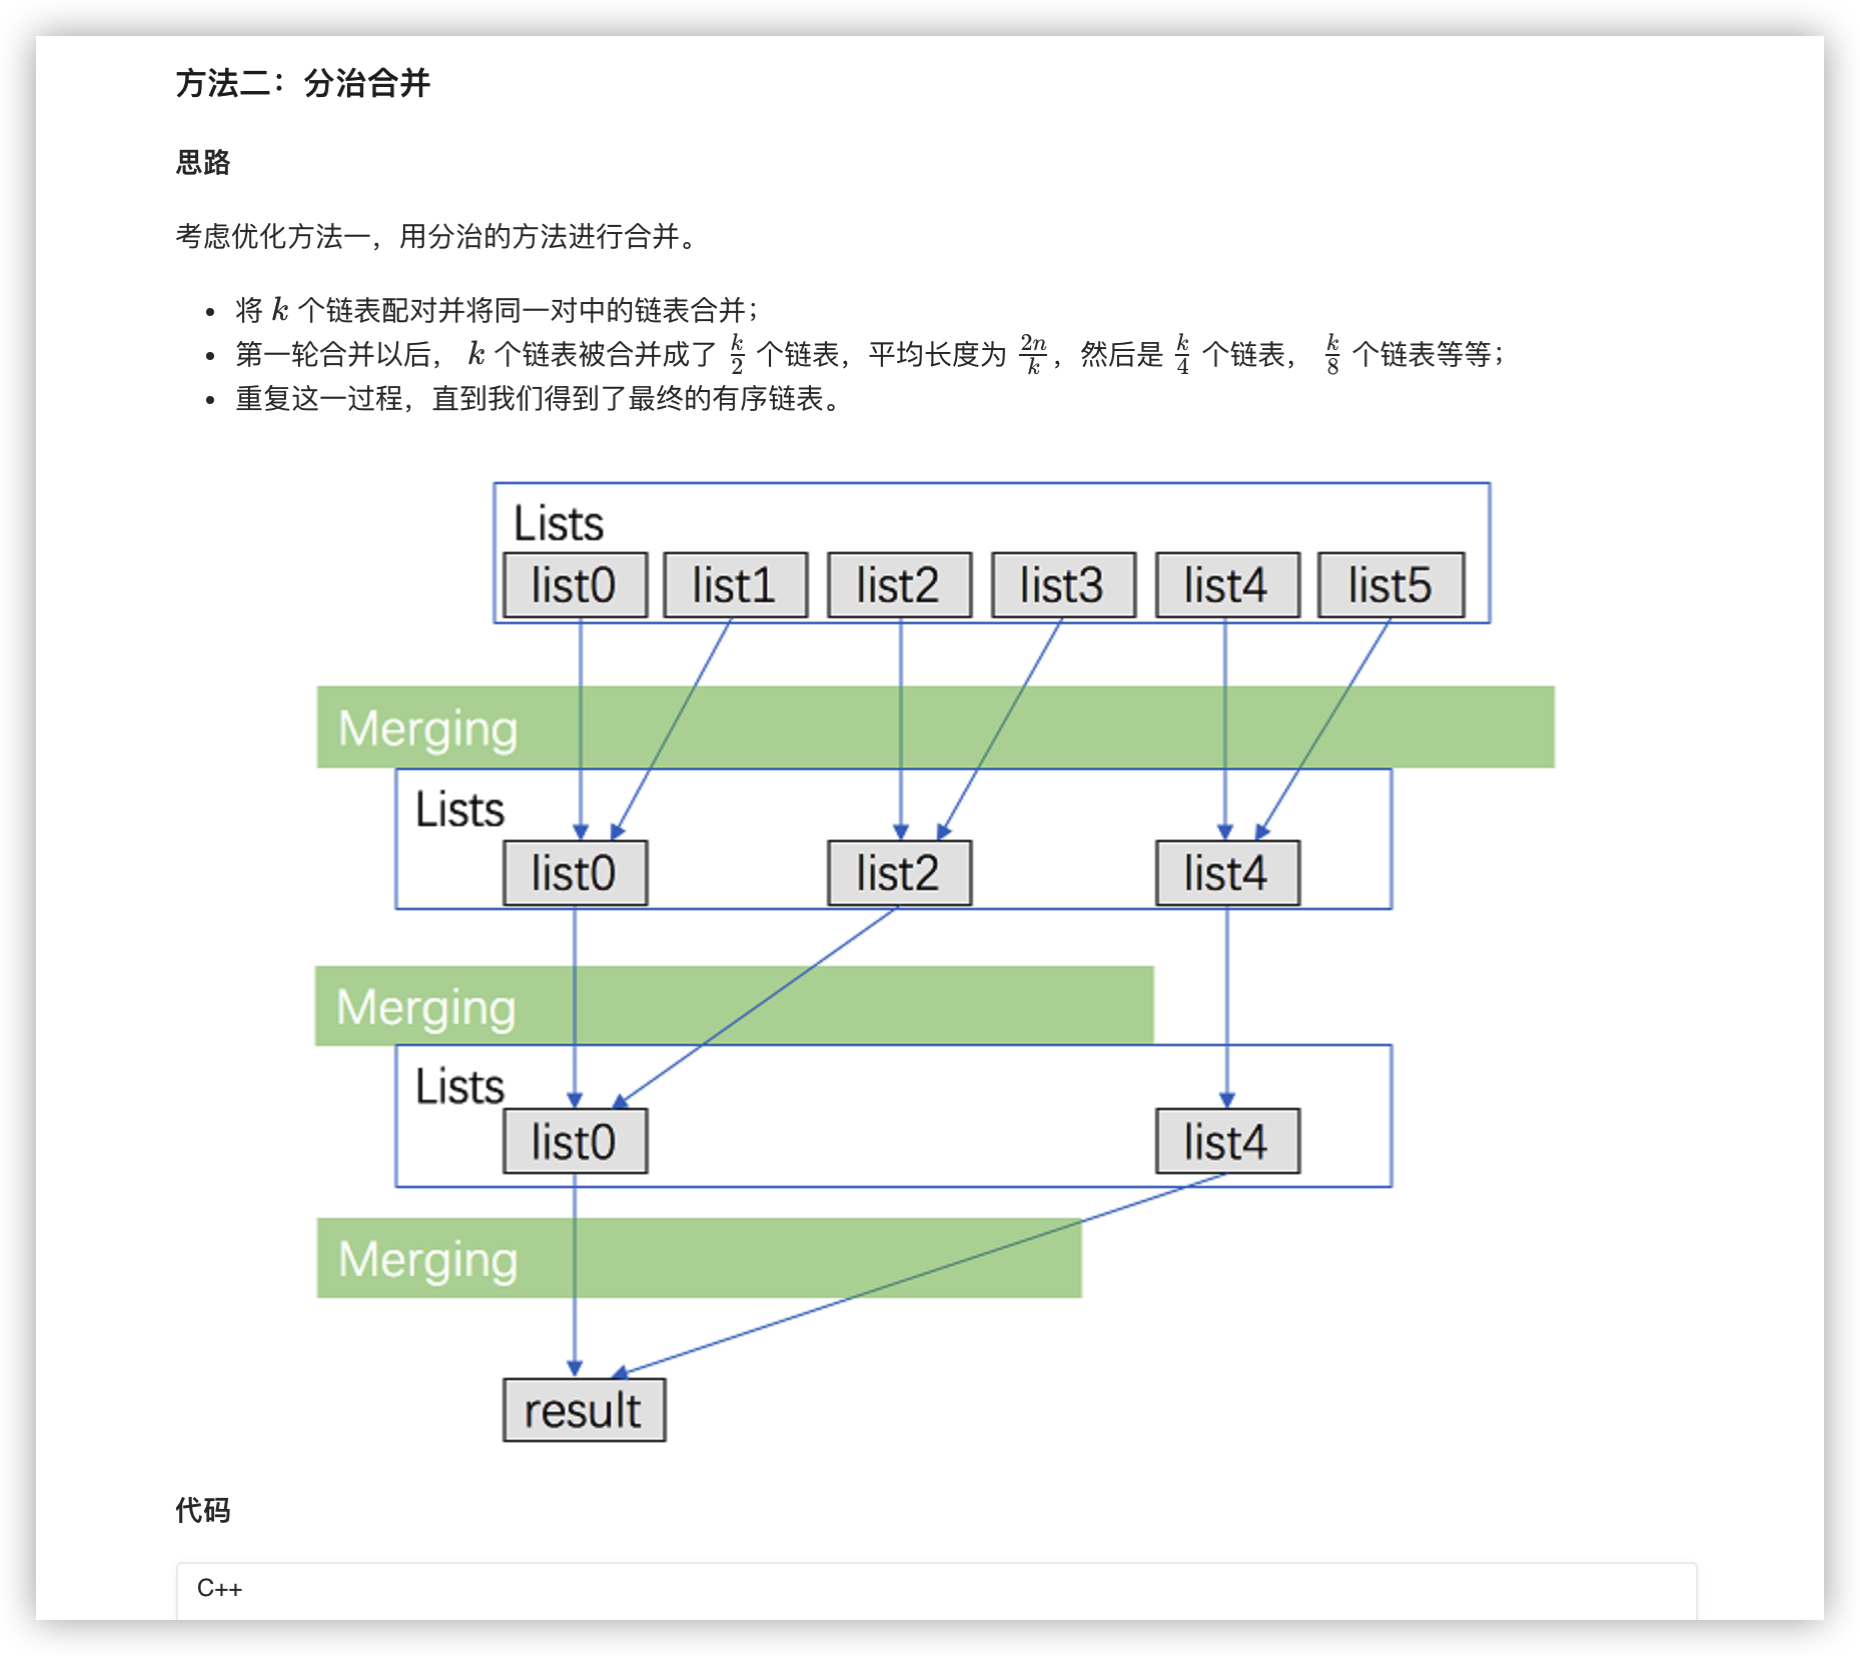 方法二：分治合并
思路
考虑优化方法一，用分治的方法进行合并。
• 将 k 个链表配对并将同一对中的链表合并；
• 第一轮合并以后， k 个链表被合并成了 k/2 个链表，平均长度为 2n/k，然后是 k/4 个链表， k/8 个链表等等；
• 重复这一过程，直到我们得到了最终的有序链表。
Lists
list0 list1 list2 list3 list4 list5
Merging
Lists
list0 list2 list4
Merging
Lists
list0 list4
Merging
result
代码
C++